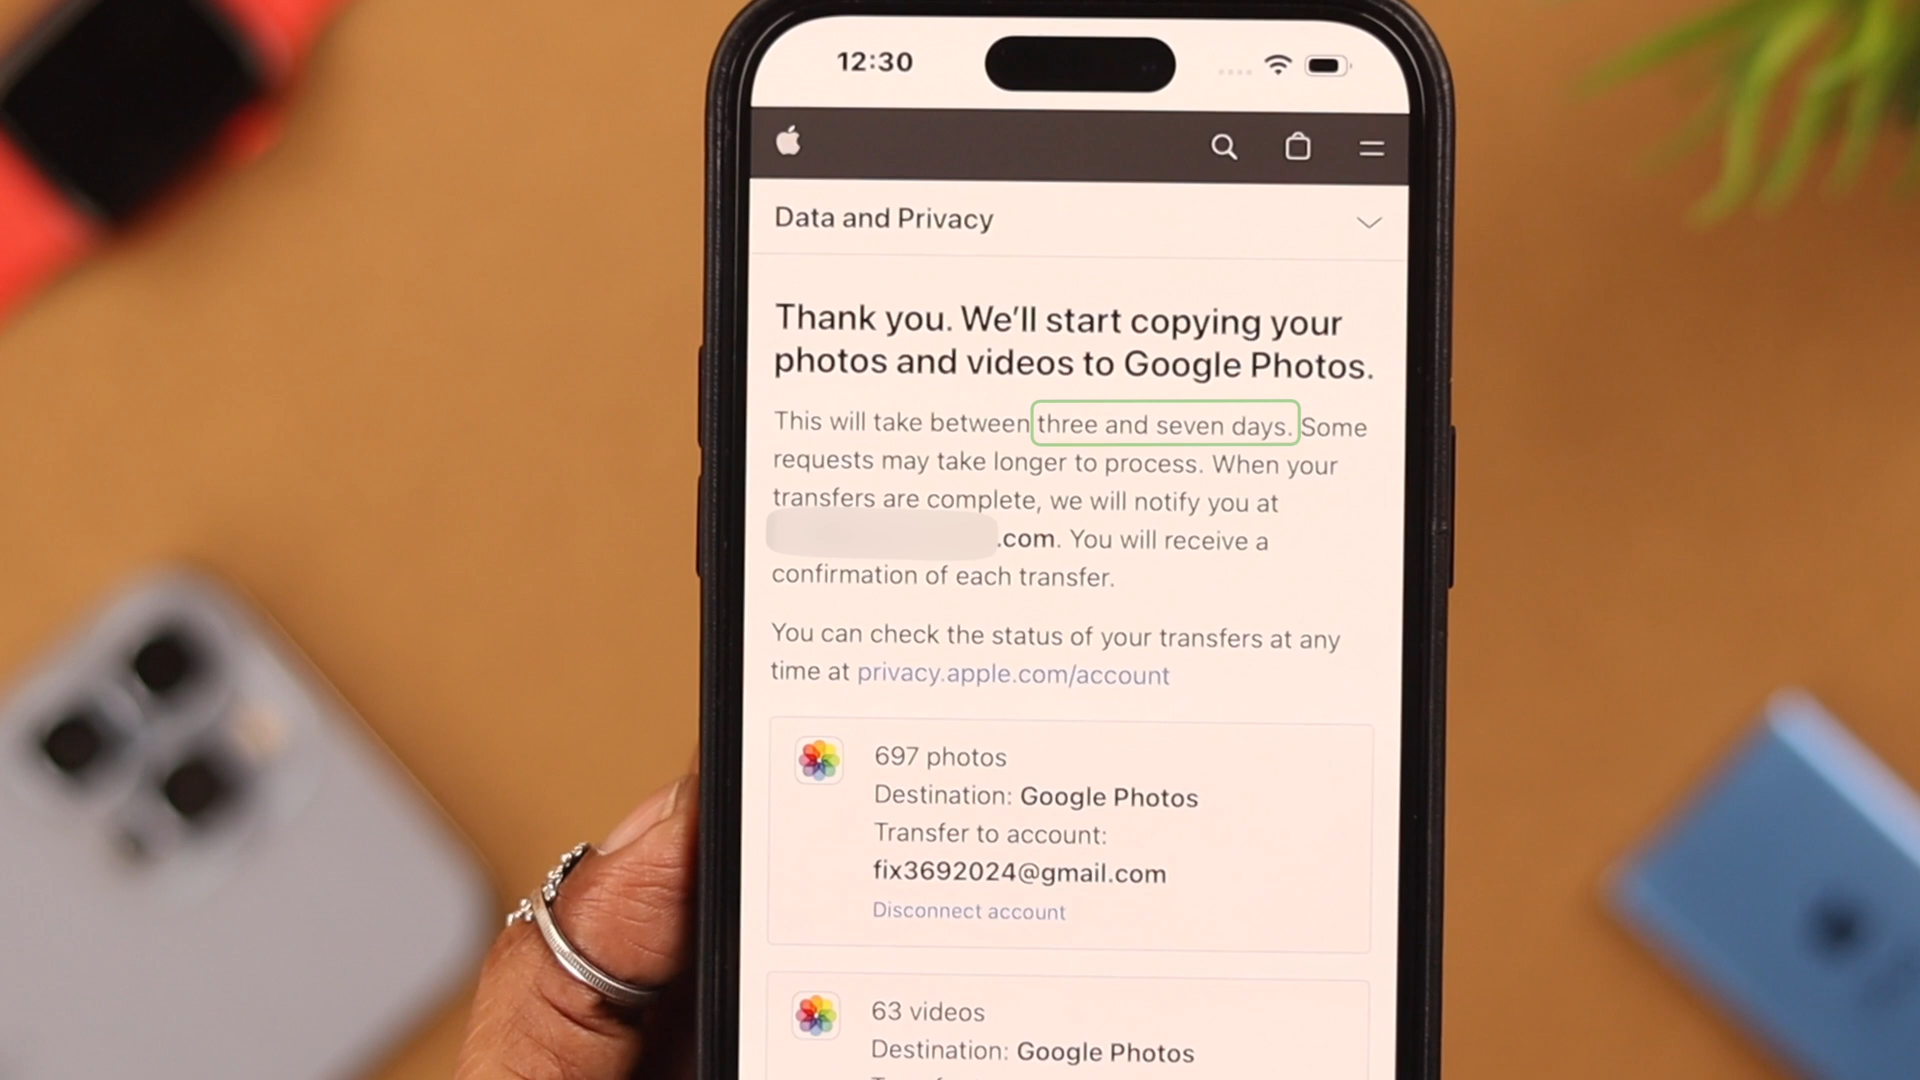 12:30
Data and Privacy
Thank you. We'll start copying your
photos and videos to Google Photos.
This will take between three and seven days. Some
requests may take longer to process. When your
transfers are complete, we will notify you at
.com. You will receive a
confirmation of each transfer.
You can check the status of your transfers at any
time at privacy.apple.com/account
697 photos
Destination: Google Photos
Transfer to account:
fix3692024@gmail.com
Disconnect account
63 videos
Destination: Google Photos